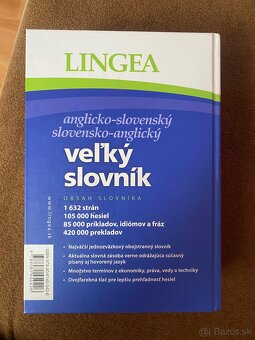 LINGEA
anglicko-slovenský
slovensko-anglický
veľký
slovník
OBSAH SLOVNÍKA
1 632 strán
105 000 hesiel
85 000 príkladov, idiómov a fráz
420 000 prekladov
• Najväčší jednozväzkový obojstranný slovník
• Aktuálna slovná zásoba verne odrážajúca súčasný
písaný aj hovorený jazyk
• Množstvo termínov z ekonomiky, práva, vedy a techniky
• Dvojfarebná tlač pre lepšiu prehľadnosť hesiel
www.lingea.sk
Bazos.sk